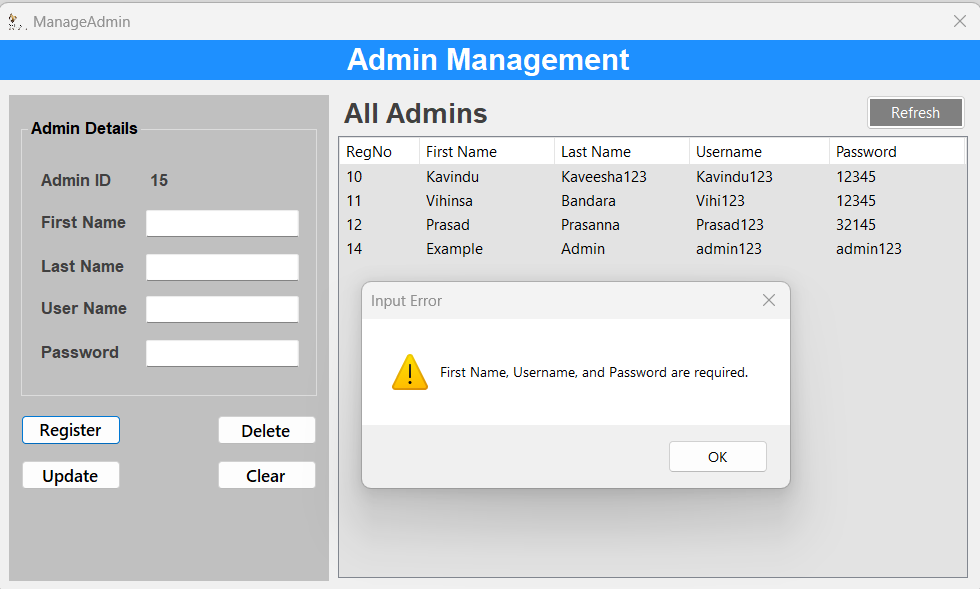 ManageAdmin
Admin Management
Admin Details
Admin ID 15
First Name
Last Name
User Name
Password
Register Delete
Update Clear
All Admins Refresh
RegNo First Name Last Name Username Password
10 Kavindu Kaveesha123 Kavindu123 12345
11 Vihinsa Bandara Vihi123 12345
12 Prasad Prasanna Prasad123 32145
14 Example Admin admin123 admin123
Input Error
First Name, Username, and Password are required.
OK